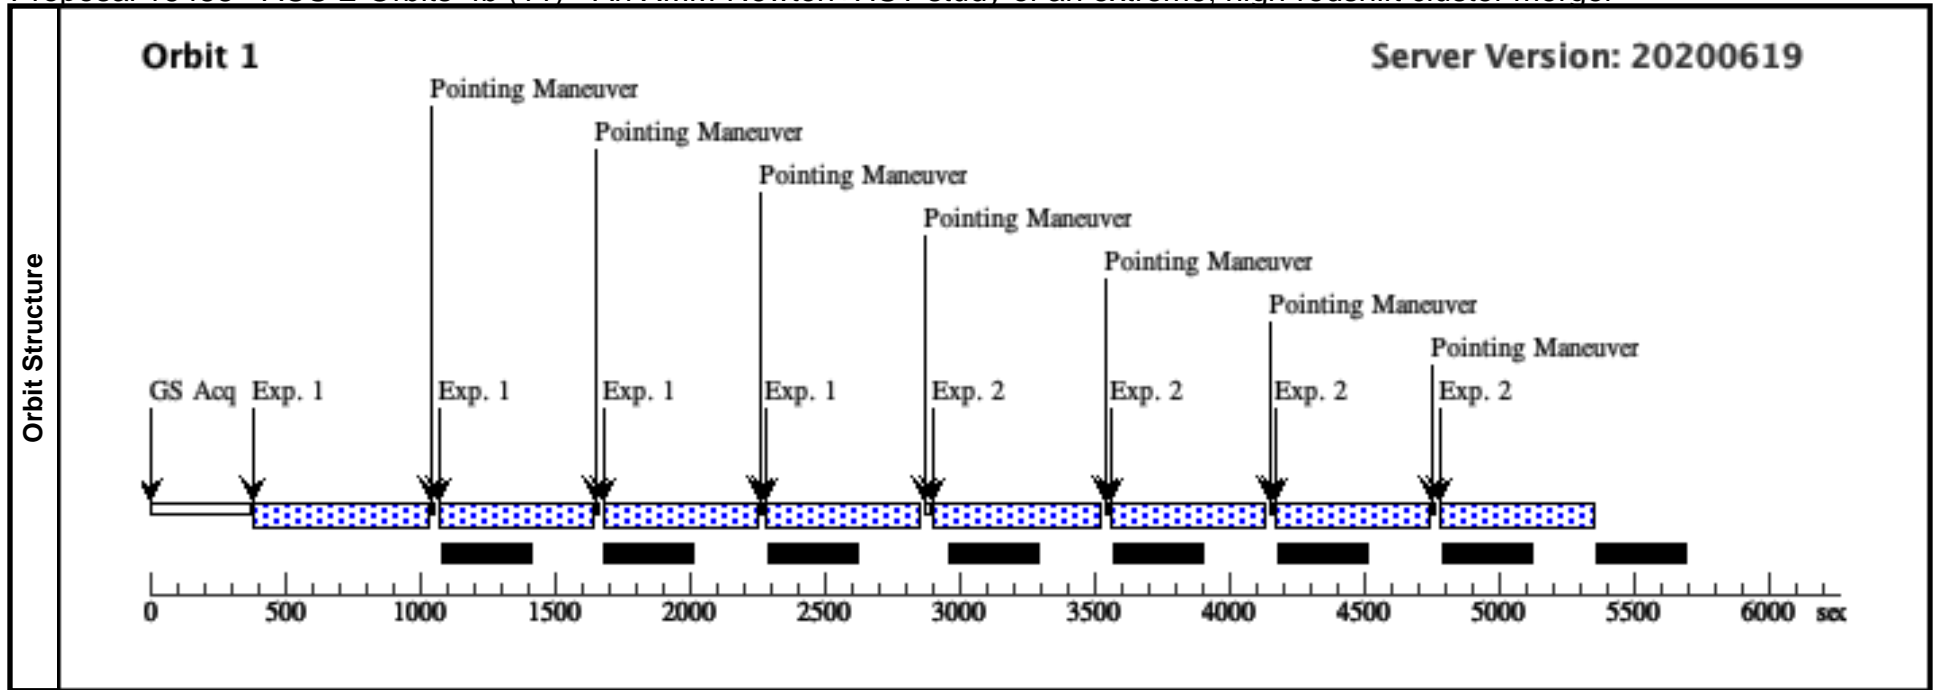 Orbit 1
Server Version: 20200619
Pointing Maneuver
Pointing Maneuver
Pointing Maneuver
Pointing Maneuver
Pointing Maneuver
Pointing Maneuver
Pointing Maneuver
GS Acq Exp. 1 Exp. 1 Exp. 1 Exp. 1 Exp. 2 Exp. 2 Exp. 2 Exp. 2
Orbit Structure
0 500 1000 1500 2000 2500 3000 3500 4000 4500 5000 5500 6000 sec